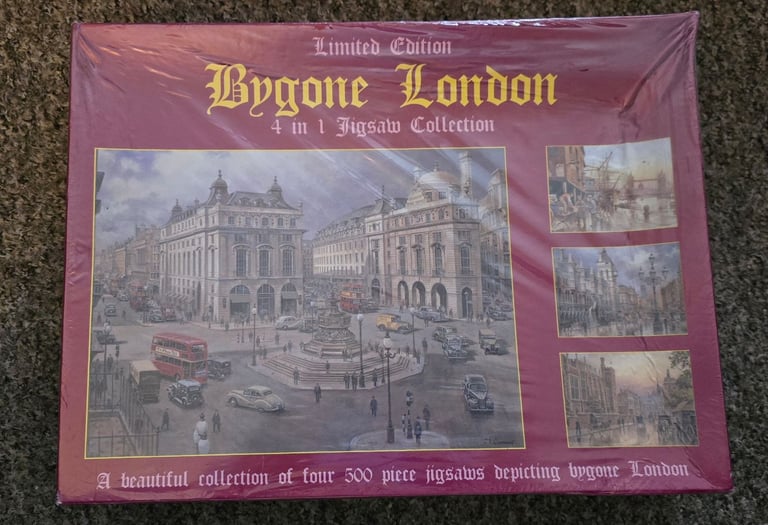 Limited Edition
Bygone London
4 in 1 Jigsaw Collection
A beautiful collection of four 500 piece jigsaws depicting bygone London